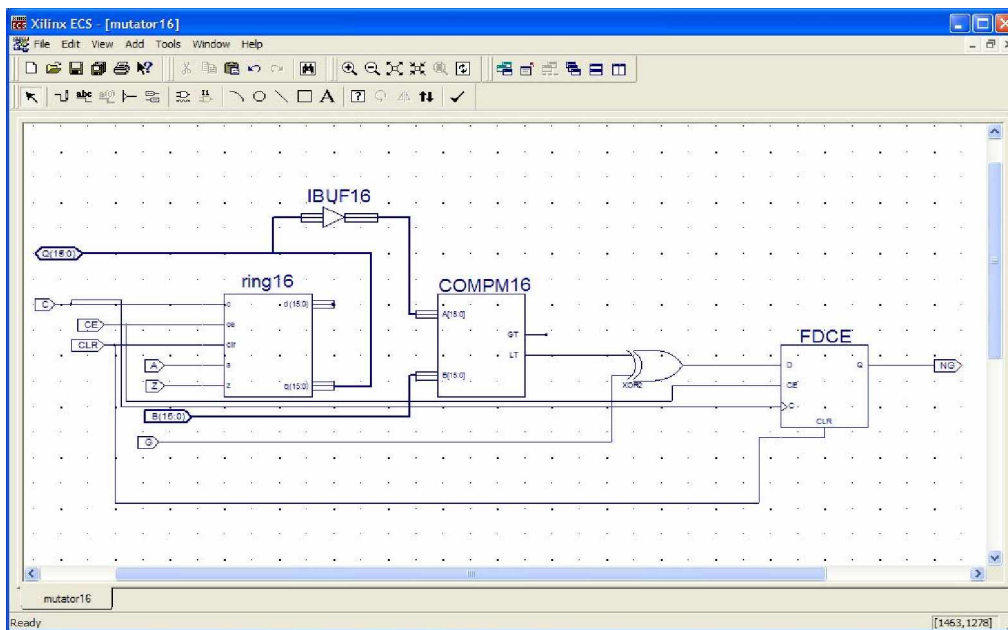 Xilinx ECS - [mutator16]
File Edit View Add Tools Window Help
IBUF16
Q(15:0)
ring16
COMPM16
C
CE
CLR
A
Z
B(15:0)
G
c
ce
clr
a
z
d(15:0)
q(15:0)
A[15:0]
B[15:0]
GT
LT
XOR2
FDCE
D
CE
C
Q
CLR
NG
mutator16
Ready
[1463,1278]